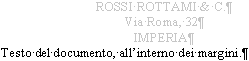 ROSSI·ROTTAMI·&·C.¶
Via·Roma,·32¶
IMPERIA¶
Testo·del·documento,·all'interno·dei·margini.¶